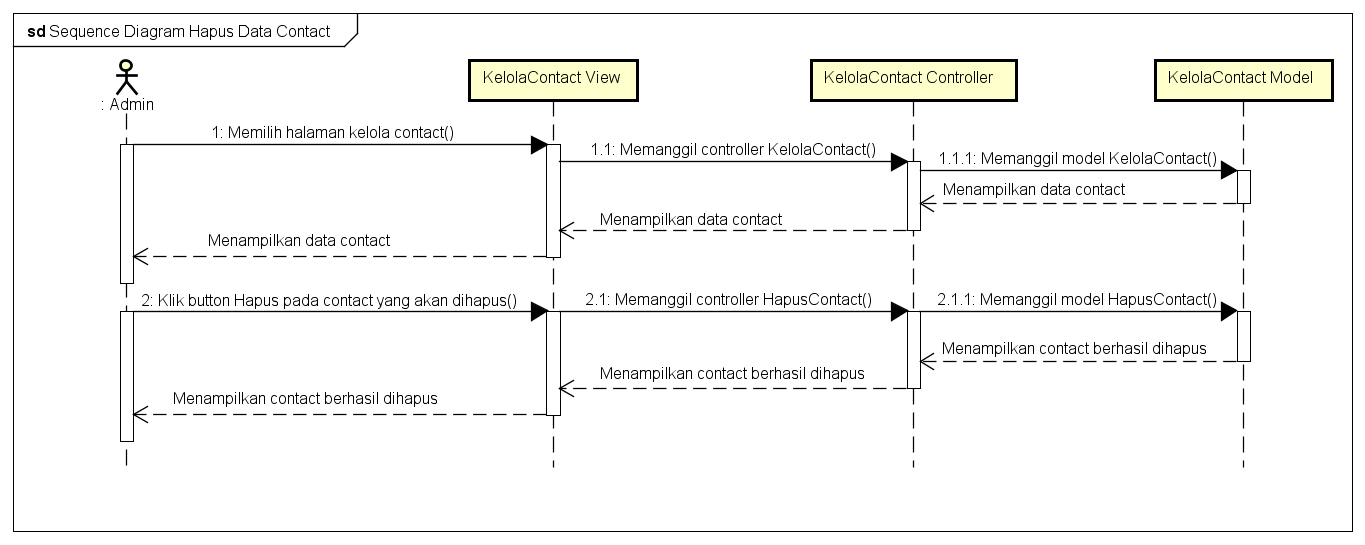 sd Sequence Diagram Hapus Data Contact
: Admin
KelolaContact View
KelolaContact Controller
KelolaContact Model
1: Memilih halaman kelola contact()
1.1: Memanggil controller KelolaContact()
1.1.1: Memanggil model KelolaContact()
Menampilkan data contact
Menampilkan data contact
Menampilkan data contact
2: Klik button Hapus pada contact yang akan dihapus()
2.1: Memanggil controller HapusContact()
2.1.1: Memanggil model HapusContact()
Menampilkan contact berhasil dihapus
Menampilkan contact berhasil dihapus
Menampilkan contact berhasil dihapus